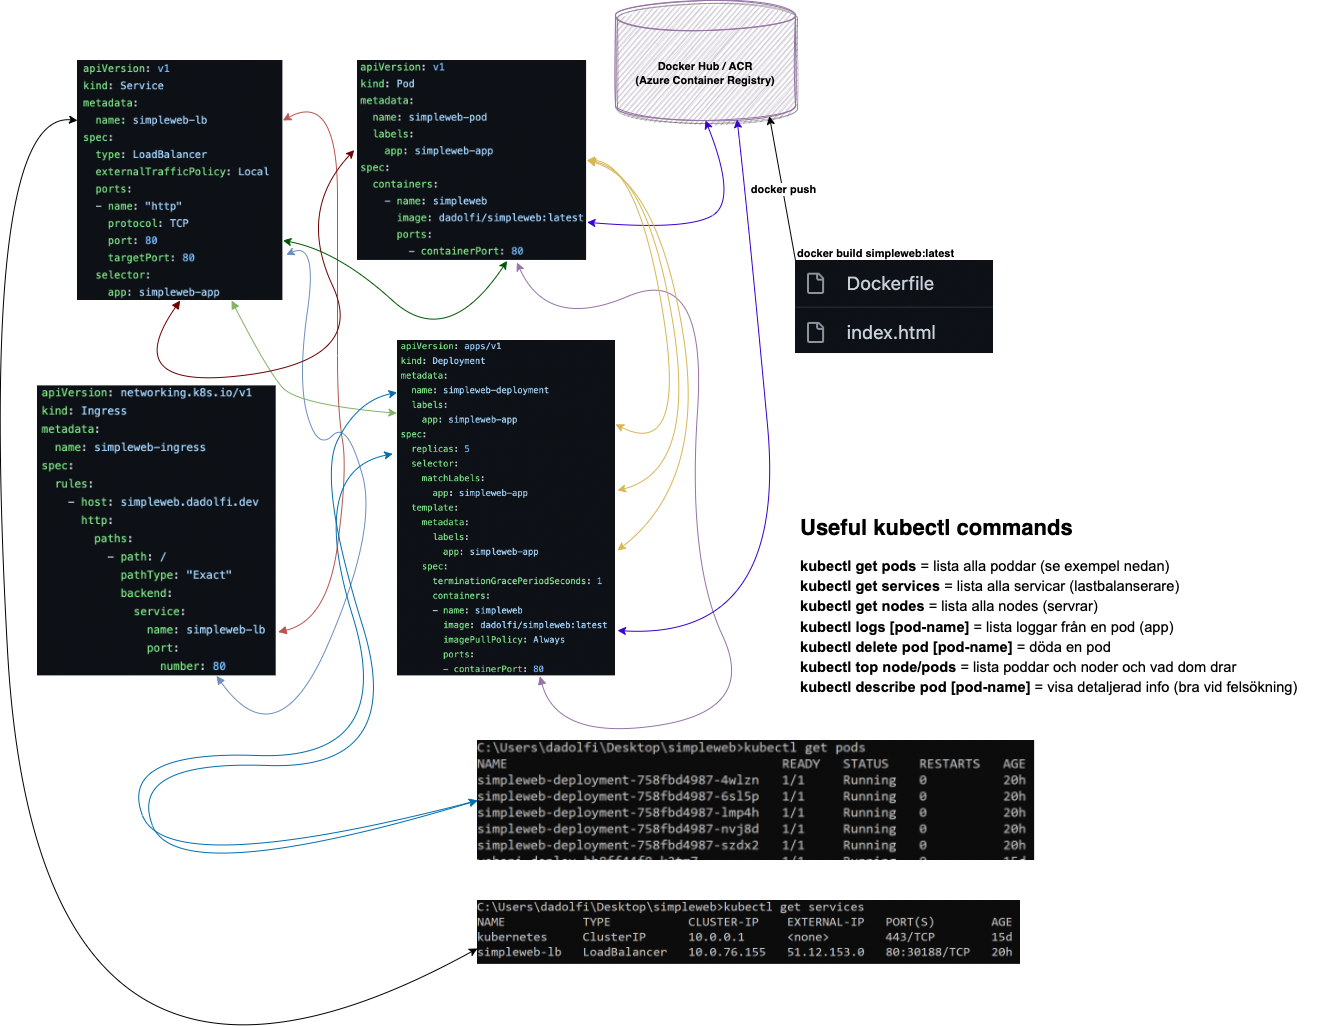 Docker Hub / ACR
(Azure Container Registry)
apiVersion: v1
kind: Service
metadata:
name: simpleweb-lb
spec:
type: LoadBalancer
externalTrafficPolicy: Local
ports:
- name: "http"
protocol: TCP
port: 80
targetPort: 80
selector:
app: simpleweb-app
apiVersion: v1
kind: Pod
metadata:
name: simpleweb-pod
labels:
app: simpleweb-app
spec:
containers:
- name: simpleweb
image: dadolfi/simpleweb:latest
ports:
- containerPort: 80
docker push
docker build simpleweb:latest
Dockerfile
index.html
apiVersion: networking.k8s.io/v1
kind: Ingress
metadata:
name: simpleweb-ingress
spec:
rules:
- host: simpleweb.dadolfi.dev
http:
paths:
- path: /
pathType: "Exact"
backend:
service:
name: simpleweb-lb
port:
number: 80
apiVersion: apps/v1
kind: Deployment
metadata:
name: simpleweb-deployment
labels:
app: simpleweb-app
spec:
replicas: 5
selector:
matchLabels:
app: simpleweb-app
template:
metadata:
labels:
app: simpleweb-app
spec:
terminationGracePeriodSeconds: 1
containers:
- name: simpleweb
image: dadolfi/simpleweb:latest
imagePullPolicy: Always
ports:
- containerPort: 80
Useful kubectl commands
kubectl get pods = lista alla poddar (se exempel nedan)
kubectl get services = lista alla servicar (lastbalanserare)
kubectl get nodes = lista alla nodes (servrar)
kubectl logs [pod-name] = lista loggar från en pod (app)
kubectl delete pod [pod-name] = döda en pod
kubectl top node/pods = lista poddar och noder och vad dom drar
kubectl describe pod [pod-name] = visa detaljerad info (bra vid felsökning)
C:\Users\dadolfi\Desktop\simpleweb>kubectl get pods
NAME READY STATUS RESTARTS AGE
simpleweb-deployment-758fbd4987-4wlzn 1/1 Running 0 20h
simpleweb-deployment-758fbd4987-6sl5p 1/1 Running 0 20h
simpleweb-deployment-758fbd4987-lmp4h 1/1 Running 0 20h
simpleweb-deployment-758fbd4987-nvj8d 1/1 Running 0 20h
simpleweb-deployment-758fbd4987-szdx2 1/1 Running 0 20h
1/1 Running 0 15d
C:\Users\dadolfi\Desktop\simpleweb>kubectl get services
NAME TYPE CLUSTER-IP EXTERNAL-IP PORT(S) AGE
kubernetes ClusterIP 10.0.0.1 <none> 443/TCP 15d
simpleweb-lb LoadBalancer 10.0.76.155 51.12.153.0 80:30188/TCP 20h